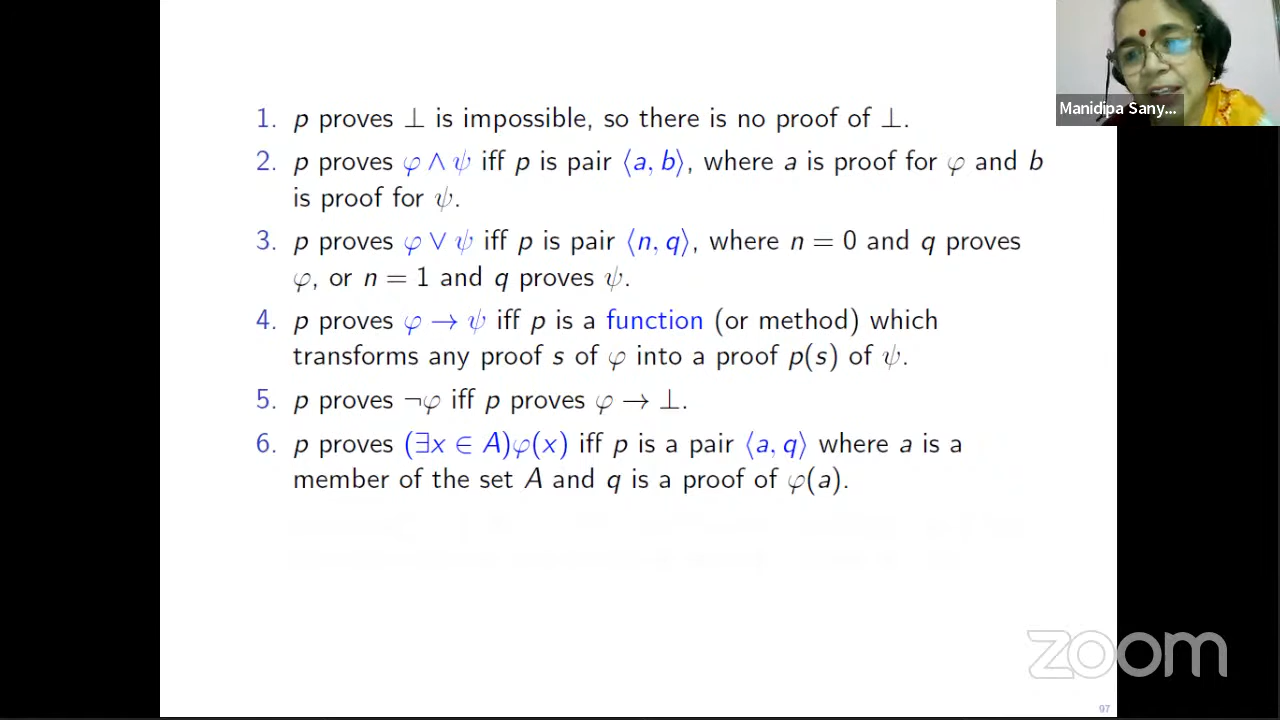 1. p proves ⊥ is impossible, so there is no proof of ⊥.
2. p proves φ ∧ ψ iff p is pair ⟨a, b⟩, where a is proof for φ and b
is proof for ψ.
3. p proves φ ∨ ψ iff p is pair ⟨n, q⟩, where n = 0 and q proves
φ, or n = 1 and q proves ψ.
4. p proves φ → ψ iff p is a function (or method) which
transforms any proof s of φ into a proof p(s) of ψ.
5. p proves ¬φ iff p proves φ → ⊥.
6. p proves (∃x ∈ A)φ(x) iff p is a pair ⟨a, q⟩ where a is a
member of the set A and q is a proof of φ(a).
Manidipa Sany...
zoom
97